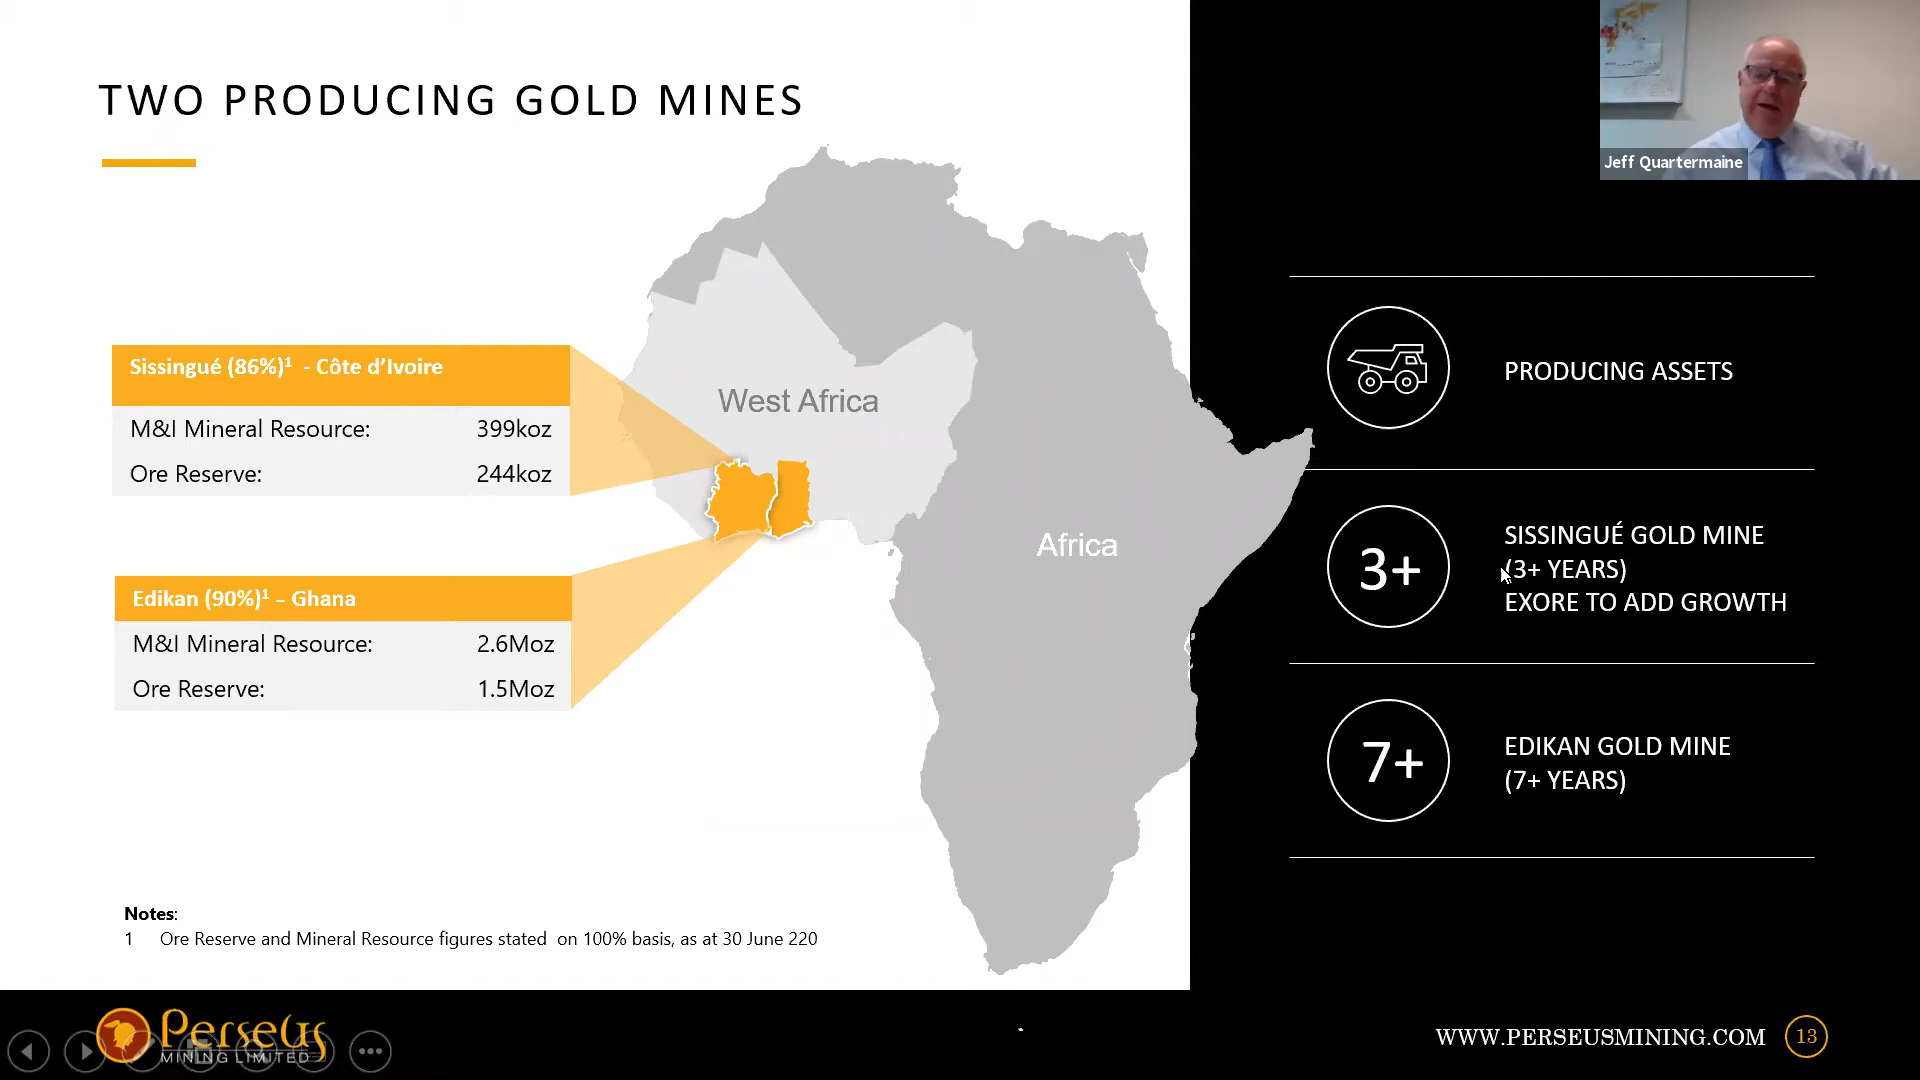 TWO PRODUCING GOLD MINES
Jeff Quartermaine
Sissingué (86%)¹ - Côte d’Ivoire
M&I Mineral Resource: 399koz
Ore Reserve: 244koz
Edikan (90%)¹ – Ghana
M&I Mineral Resource: 2.6Moz
Ore Reserve: 1.5Moz
West Africa
Africa
PRODUCING ASSETS
3+
SISSINGUÉ GOLD MINE
(3+ YEARS)
EXORE TO ADD GROWTH
7+
EDIKAN GOLD MINE
(7+ YEARS)
Notes:
1 Ore Reserve and Mineral Resource figures stated on 100% basis, as at 30 June 220
Perseus
MINING LIMITED
WWW.PERSEUSMINING.COM 13